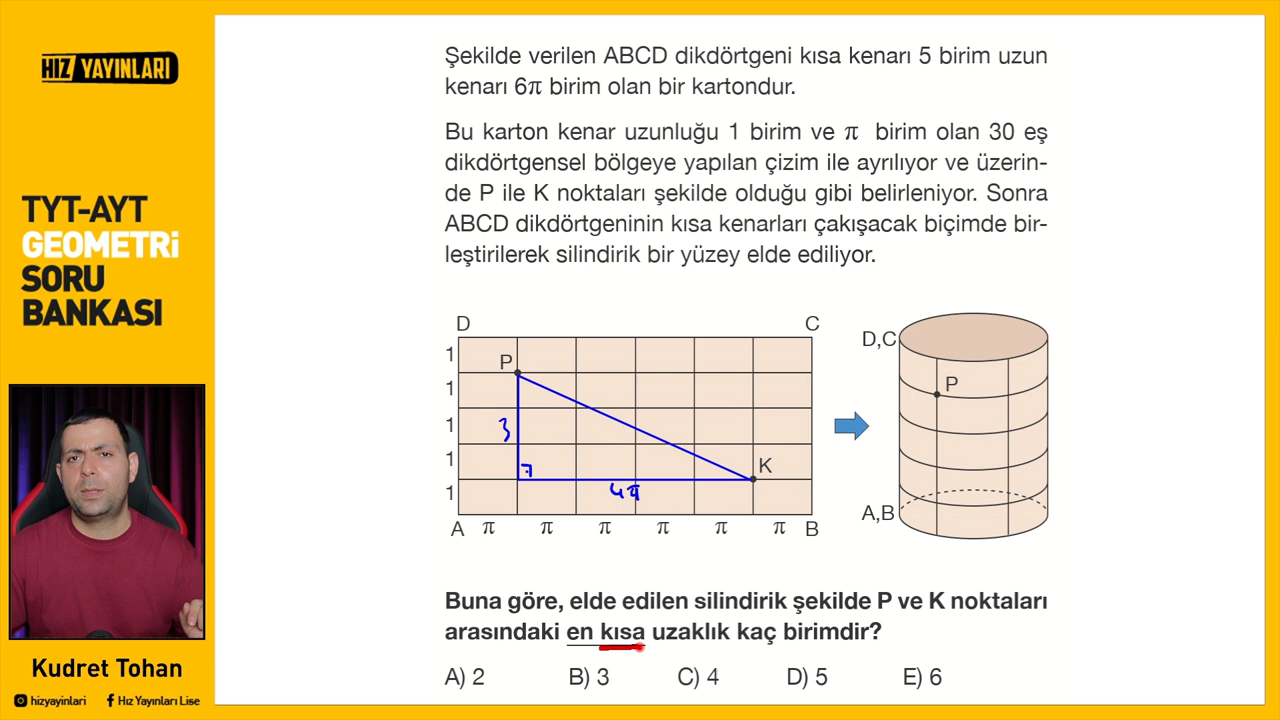 HIZ YAYINLARI
TYT-AYT
GEOMETRİ
SORU
BANKASI
Kudret Tohan
hizyayinlari
Hız Yayınları Lise
Şekilde verilen ABCD dikdörtgeni kısa kenarı 5 birim uzun
kenarı 6π birim olan bir kartondur.
Bu karton kenar uzunluğu 1 birim ve π birim olan 30 eş
dikdörtgensel bölgeye yapılan çizim ile ayrılıyor ve üzerin-
de P ile K noktaları şekilde olduğu gibi belirleniyor. Sonra
ABCD dikdörtgeninin kısa kenarları çakışacak biçimde bir-
leştirilerek silindirik bir yüzey elde ediliyor.
D C
1
P
1
1
3
1
K
4π
1
A π π π π π π B
D,C
P
A,B
Buna göre, elde edilen silindirik şekilde P ve K noktaları
arasındaki en kısa uzaklık kaç birimdir?
A) 2 B) 3 C) 4 D) 5 E) 6